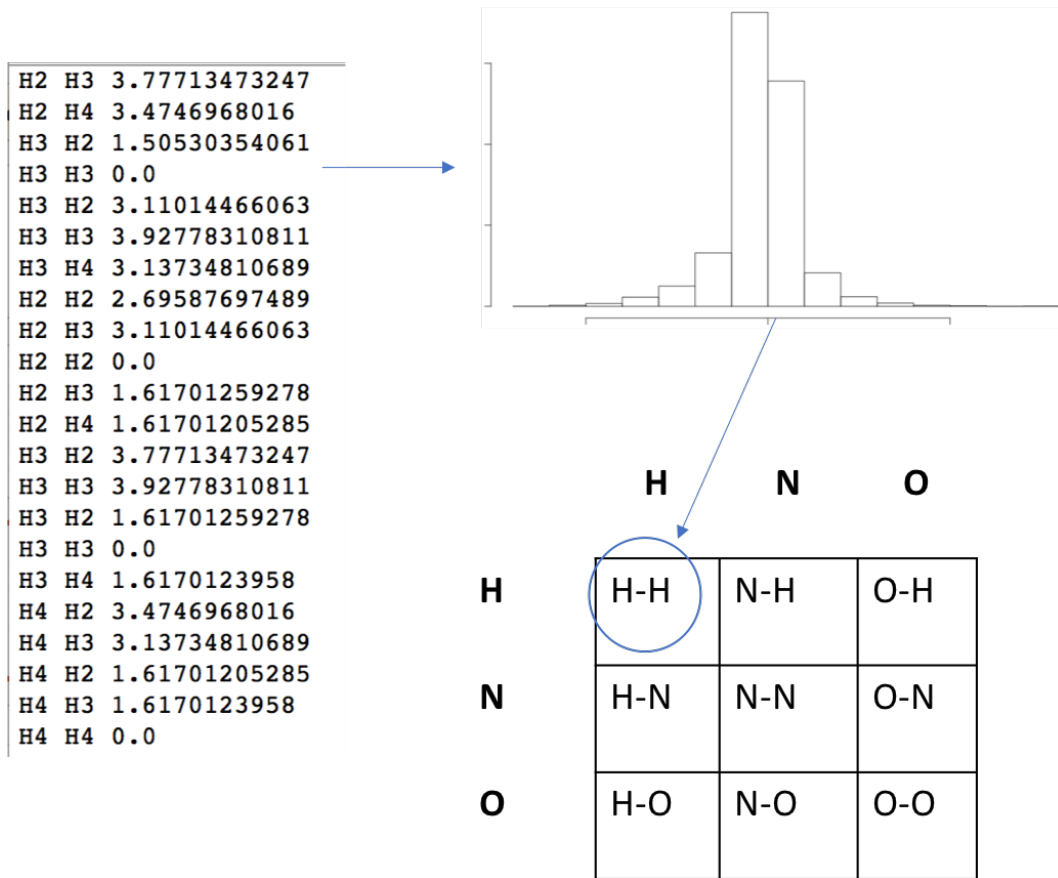 H2 H3 3.77713473247
H2 H4 3.4746968016
H3 H2 1.50530354061
H3 H3 0.0
H3 H2 3.11014466063
H3 H3 3.92778310811
H3 H4 3.13734810689
H2 H2 2.69587697489
H2 H3 3.11014466063
H2 H2 0.0
H2 H3 1.61701259278
H2 H4 1.61701205285
H3 H2 3.77713473247
H3 H3 3.92778310811
H3 H2 1.61701259278
H3 H3 0.0
H3 H4 1.6170123958
H4 H2 3.4746968016
H4 H3 3.13734810689
H4 H2 1.61701205285
H4 H3 1.6170123958
H4 H4 0.0
H N O
H H-H N-H O-H
N H-N N-N O-N
O H-O N-O O-O